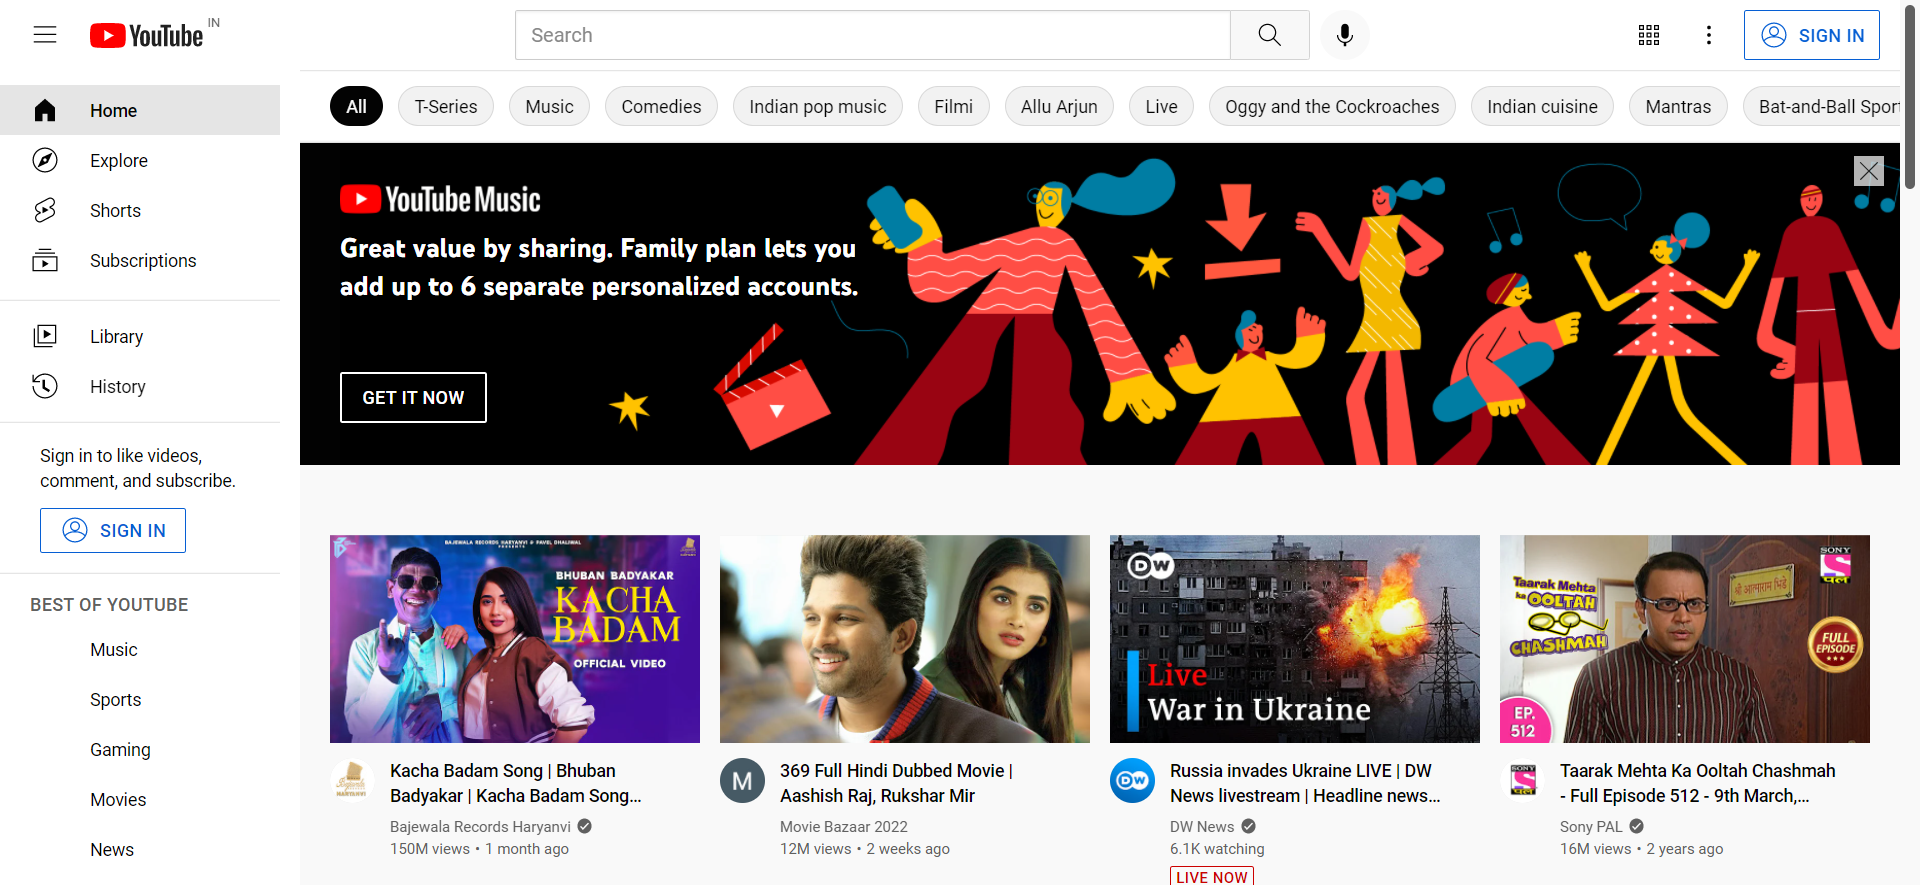 YouTube IN
Search
SIGN IN
Home
Explore
Shorts
Subscriptions
Library
History
Sign in to like videos,
comment, and subscribe.
SIGN IN
BEST OF YOUTUBE
Music
Sports
Gaming
Movies
News
All
T-Series
Music
Comedies
Indian pop music
Filmi
Allu Arjun
Live
Oggy and the Cockroaches
Indian cuisine
Mantras
Bat-and-Ball Sport
YouTube Music
Great value by sharing. Family plan lets you
add up to 6 separate personalized accounts.
GET IT NOW
BAJEWALA RECORDS HARYANVI & PAVEL DHALIWAL
PRESENTS
BHUBAN BADYAKAR
KACHA
BADAM
OFFICIAL VIDEO
Kacha Badam Song | Bhuban
Badyakar | Kacha Badam Song...
Bajewala Records Haryanvi
150M views • 1 month ago
M
369 Full Hindi Dubbed Movie |
Aashish Raj, Rukshar Mir
Movie Bazaar 2022
12M views • 2 weeks ago
DW
Live
War in Ukraine
DW
Russia invades Ukraine LIVE | DW
News livestream | Headline news...
DW News
6.1K watching
LIVE NOW
Taarak Mehta
ka OOLTAH
CHASHMAH
SONY
पल
श्री आत्माराम भिडे
FULL
EPISODE
EP.
512
SONY
पल
Taarak Mehta Ka Ooltah Chashmah
- Full Episode 512 - 9th March,...
Sony PAL
16M views • 2 years ago